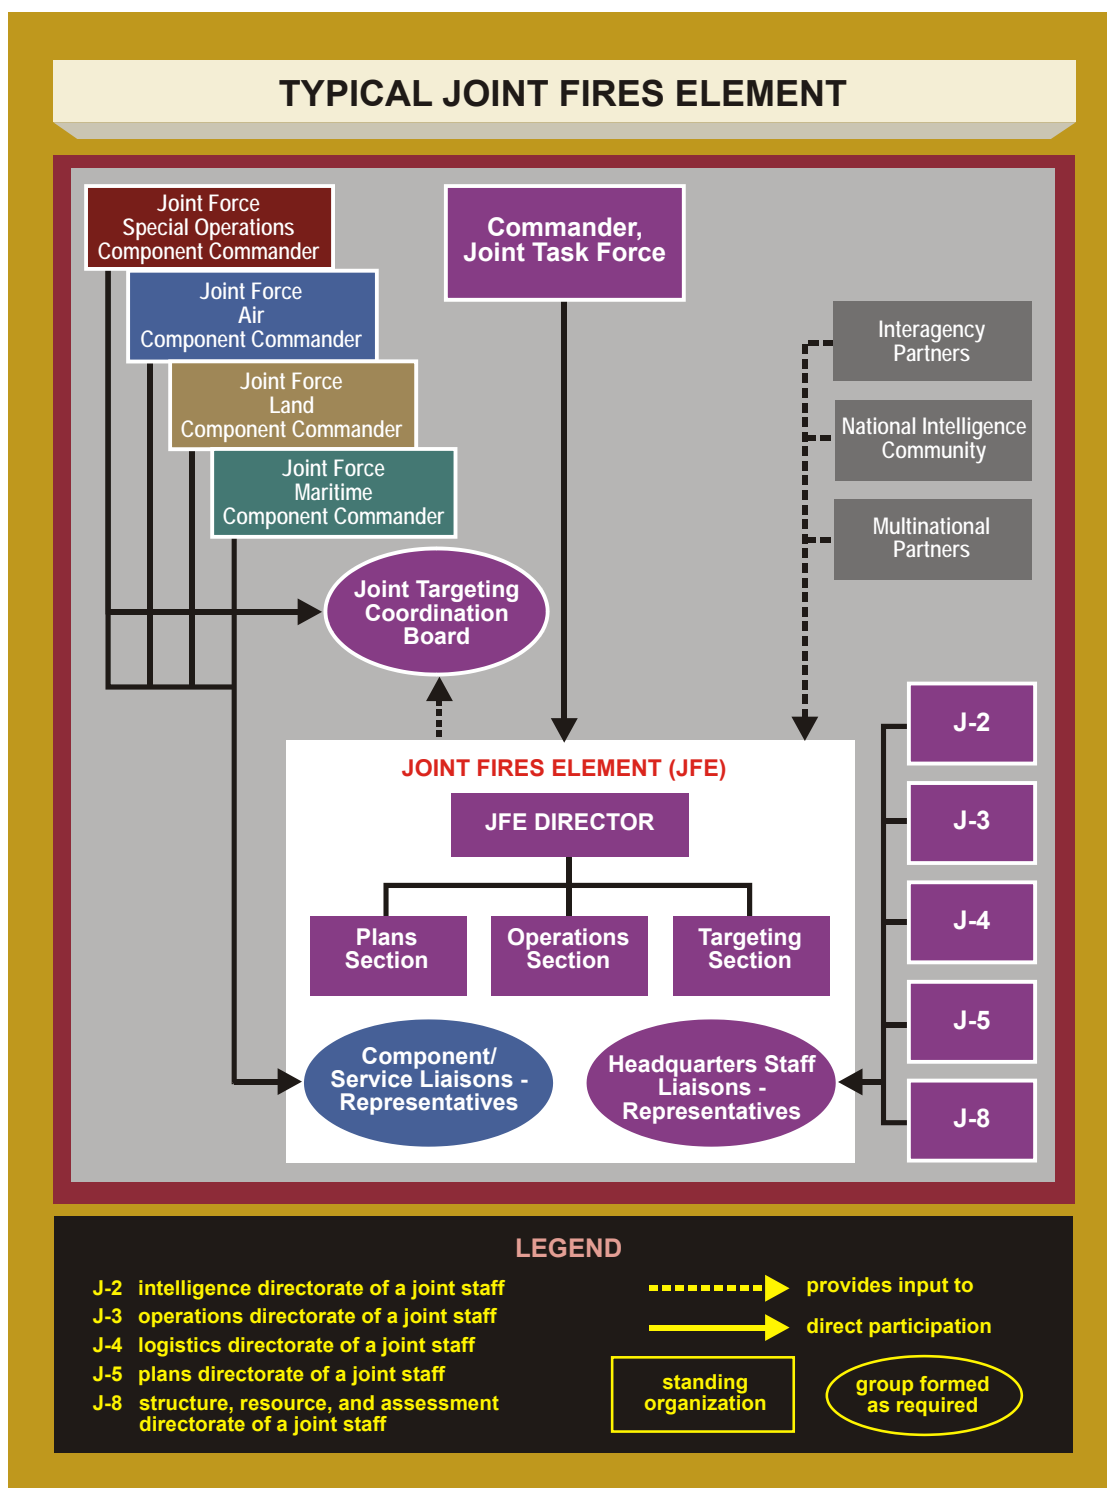 TYPICAL JOINT FIRES ELEMENT
Joint Force
Special Operations
Component Commander
Joint Force
Air
Component Commander
Joint Force
Land
Component Commander
Joint Force
Maritime
Component Commander
Commander,
Joint Task Force
Interagency
Partners
National Intelligence
Community
Multinational
Partners
Joint Targeting
Coordination
Board
JOINT FIRES ELEMENT (JFE)
JFE DIRECTOR
Plans
Section
Operations
Section
Targeting
Section
Component/
Service Liaisons -
Representatives
Headquarters Staff
Liaisons -
Representatives
J-2
J-3
J-4
J-5
J-8
LEGEND
J-2 intelligence directorate of a joint staff
J-3 operations directorate of a joint staff
J-4 logistics directorate of a joint staff
J-5 plans directorate of a joint staff
J-8 structure, resource, and assessment
directorate of a joint staff
provides input to
direct participation
standing
organization
group formed
as required